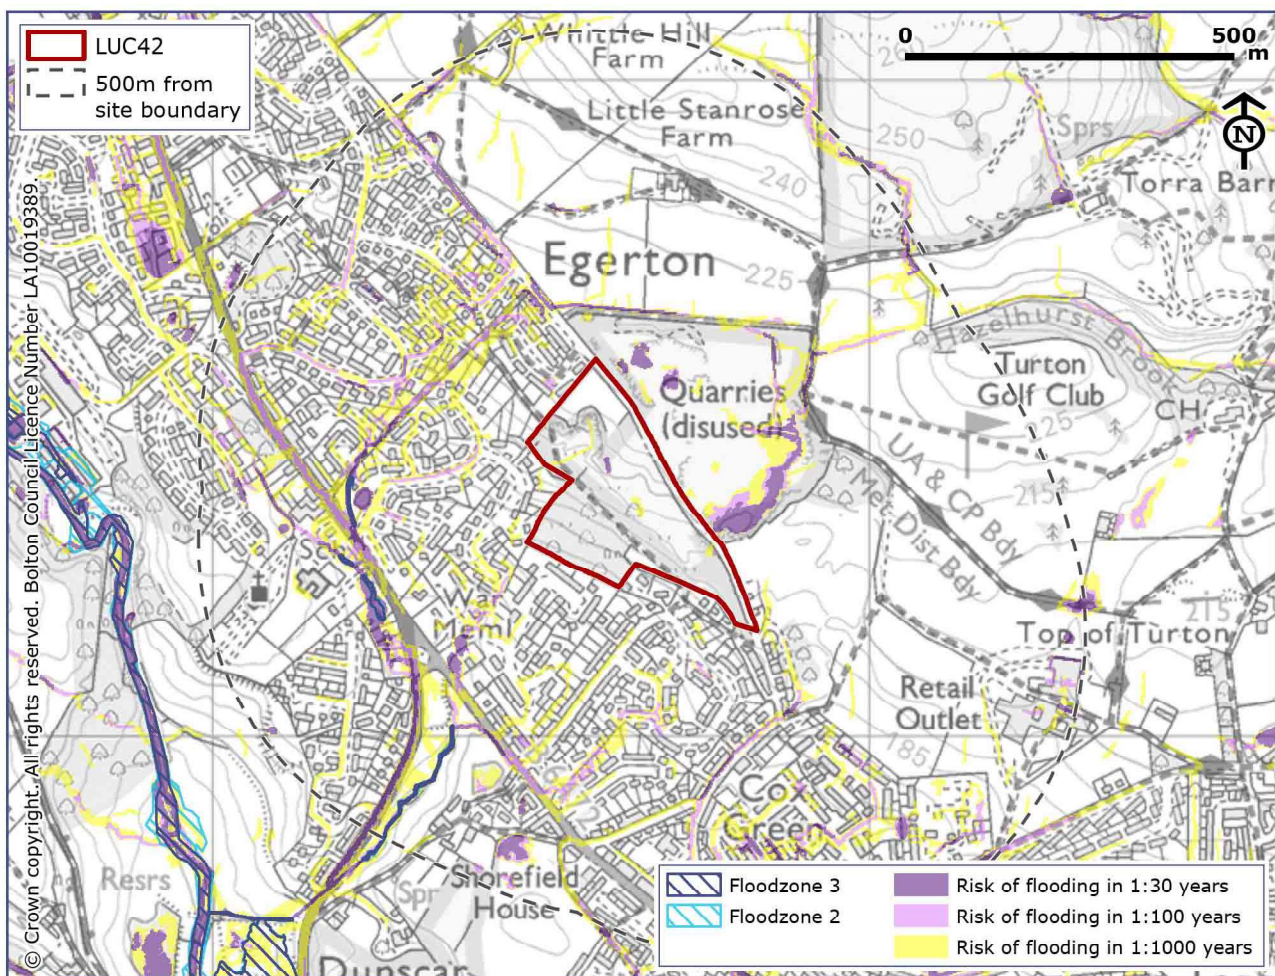 LUC42
500m from
site boundary
0
500
m
N
Whittle Hill
Farm
Little Stanrose
Farm
250
240
Sprs
Torra Barn
Egerton
225
Hazelhurst Brook
Turton
Golf Club
CH
Quarries
(disused)
UA & CP Bdy
Met Dist Bdy
215
War
Meml
Top of Turton
215
Retail
Outlet
185
Cox
Green
Resrs
Spr
Shorefield
House
Dunscar
Floodzone 3
Floodzone 2
Risk of flooding in 1:30 years
Risk of flooding in 1:100 years
Risk of flooding in 1:1000 years
© Crown copyright. All rights reserved. Bolton Council Licence Number LA10019389.